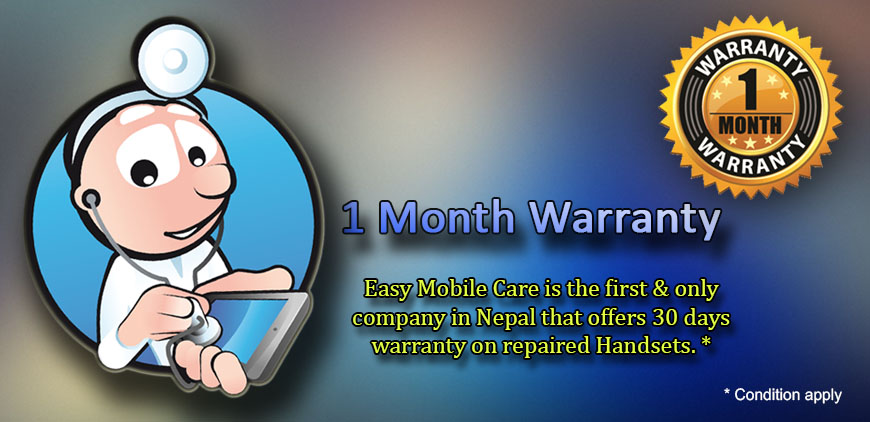 WARRANTY
1
MONTH
WARRANTY
1 Month Warranty
Easy Mobile Care is the first & only
company in Nepal that offers 30 days
warranty on repaired Handsets. *
* Condition apply